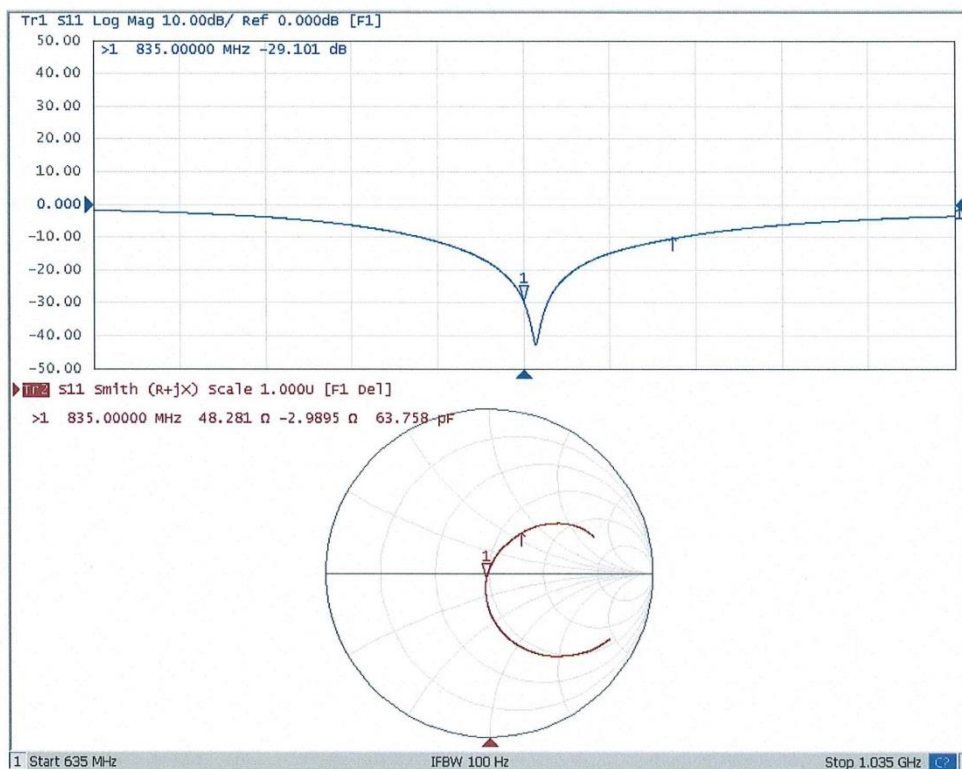 Tr1 S11 Log Mag 10.00dB/ Ref 0.000dB [F1]
50.00
>1 835.00000 MHz -29.101 dB
40.00
30.00
20.00
10.00
0.000
1
-10.00
-20.00
1
-30.00
-40.00
-50.00
Tr2 S11 Smith (R+jX) Scale 1.000U [F1 Del]
>1 835.00000 MHz 48.281 Ω -2.9895 Ω 63.758 pF
1
1 Start 635 MHz IFBW 100 Hz Stop 1.035 GHz C?